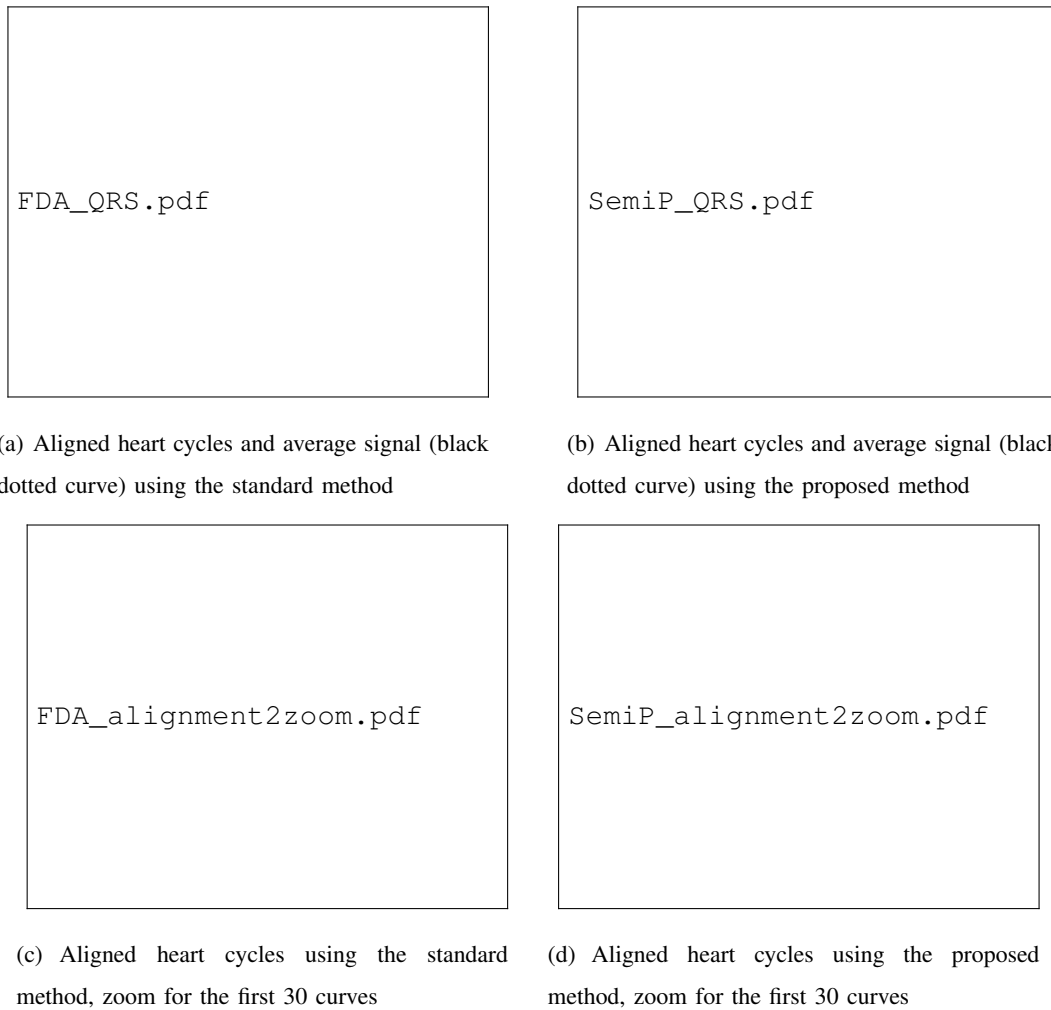 FDA_QRS.pdf
SemiP_QRS.pdf
(a) Aligned heart cycles and average signal (black
dotted curve) using the standard method
(b) Aligned heart cycles and average signal (black
dotted curve) using the proposed method
FDA_alignment2zoom.pdf
SemiP_alignment2zoom.pdf
(c) Aligned heart cycles using the standard
method, zoom for the first 30 curves
(d) Aligned heart cycles using the proposed
method, zoom for the first 30 curves